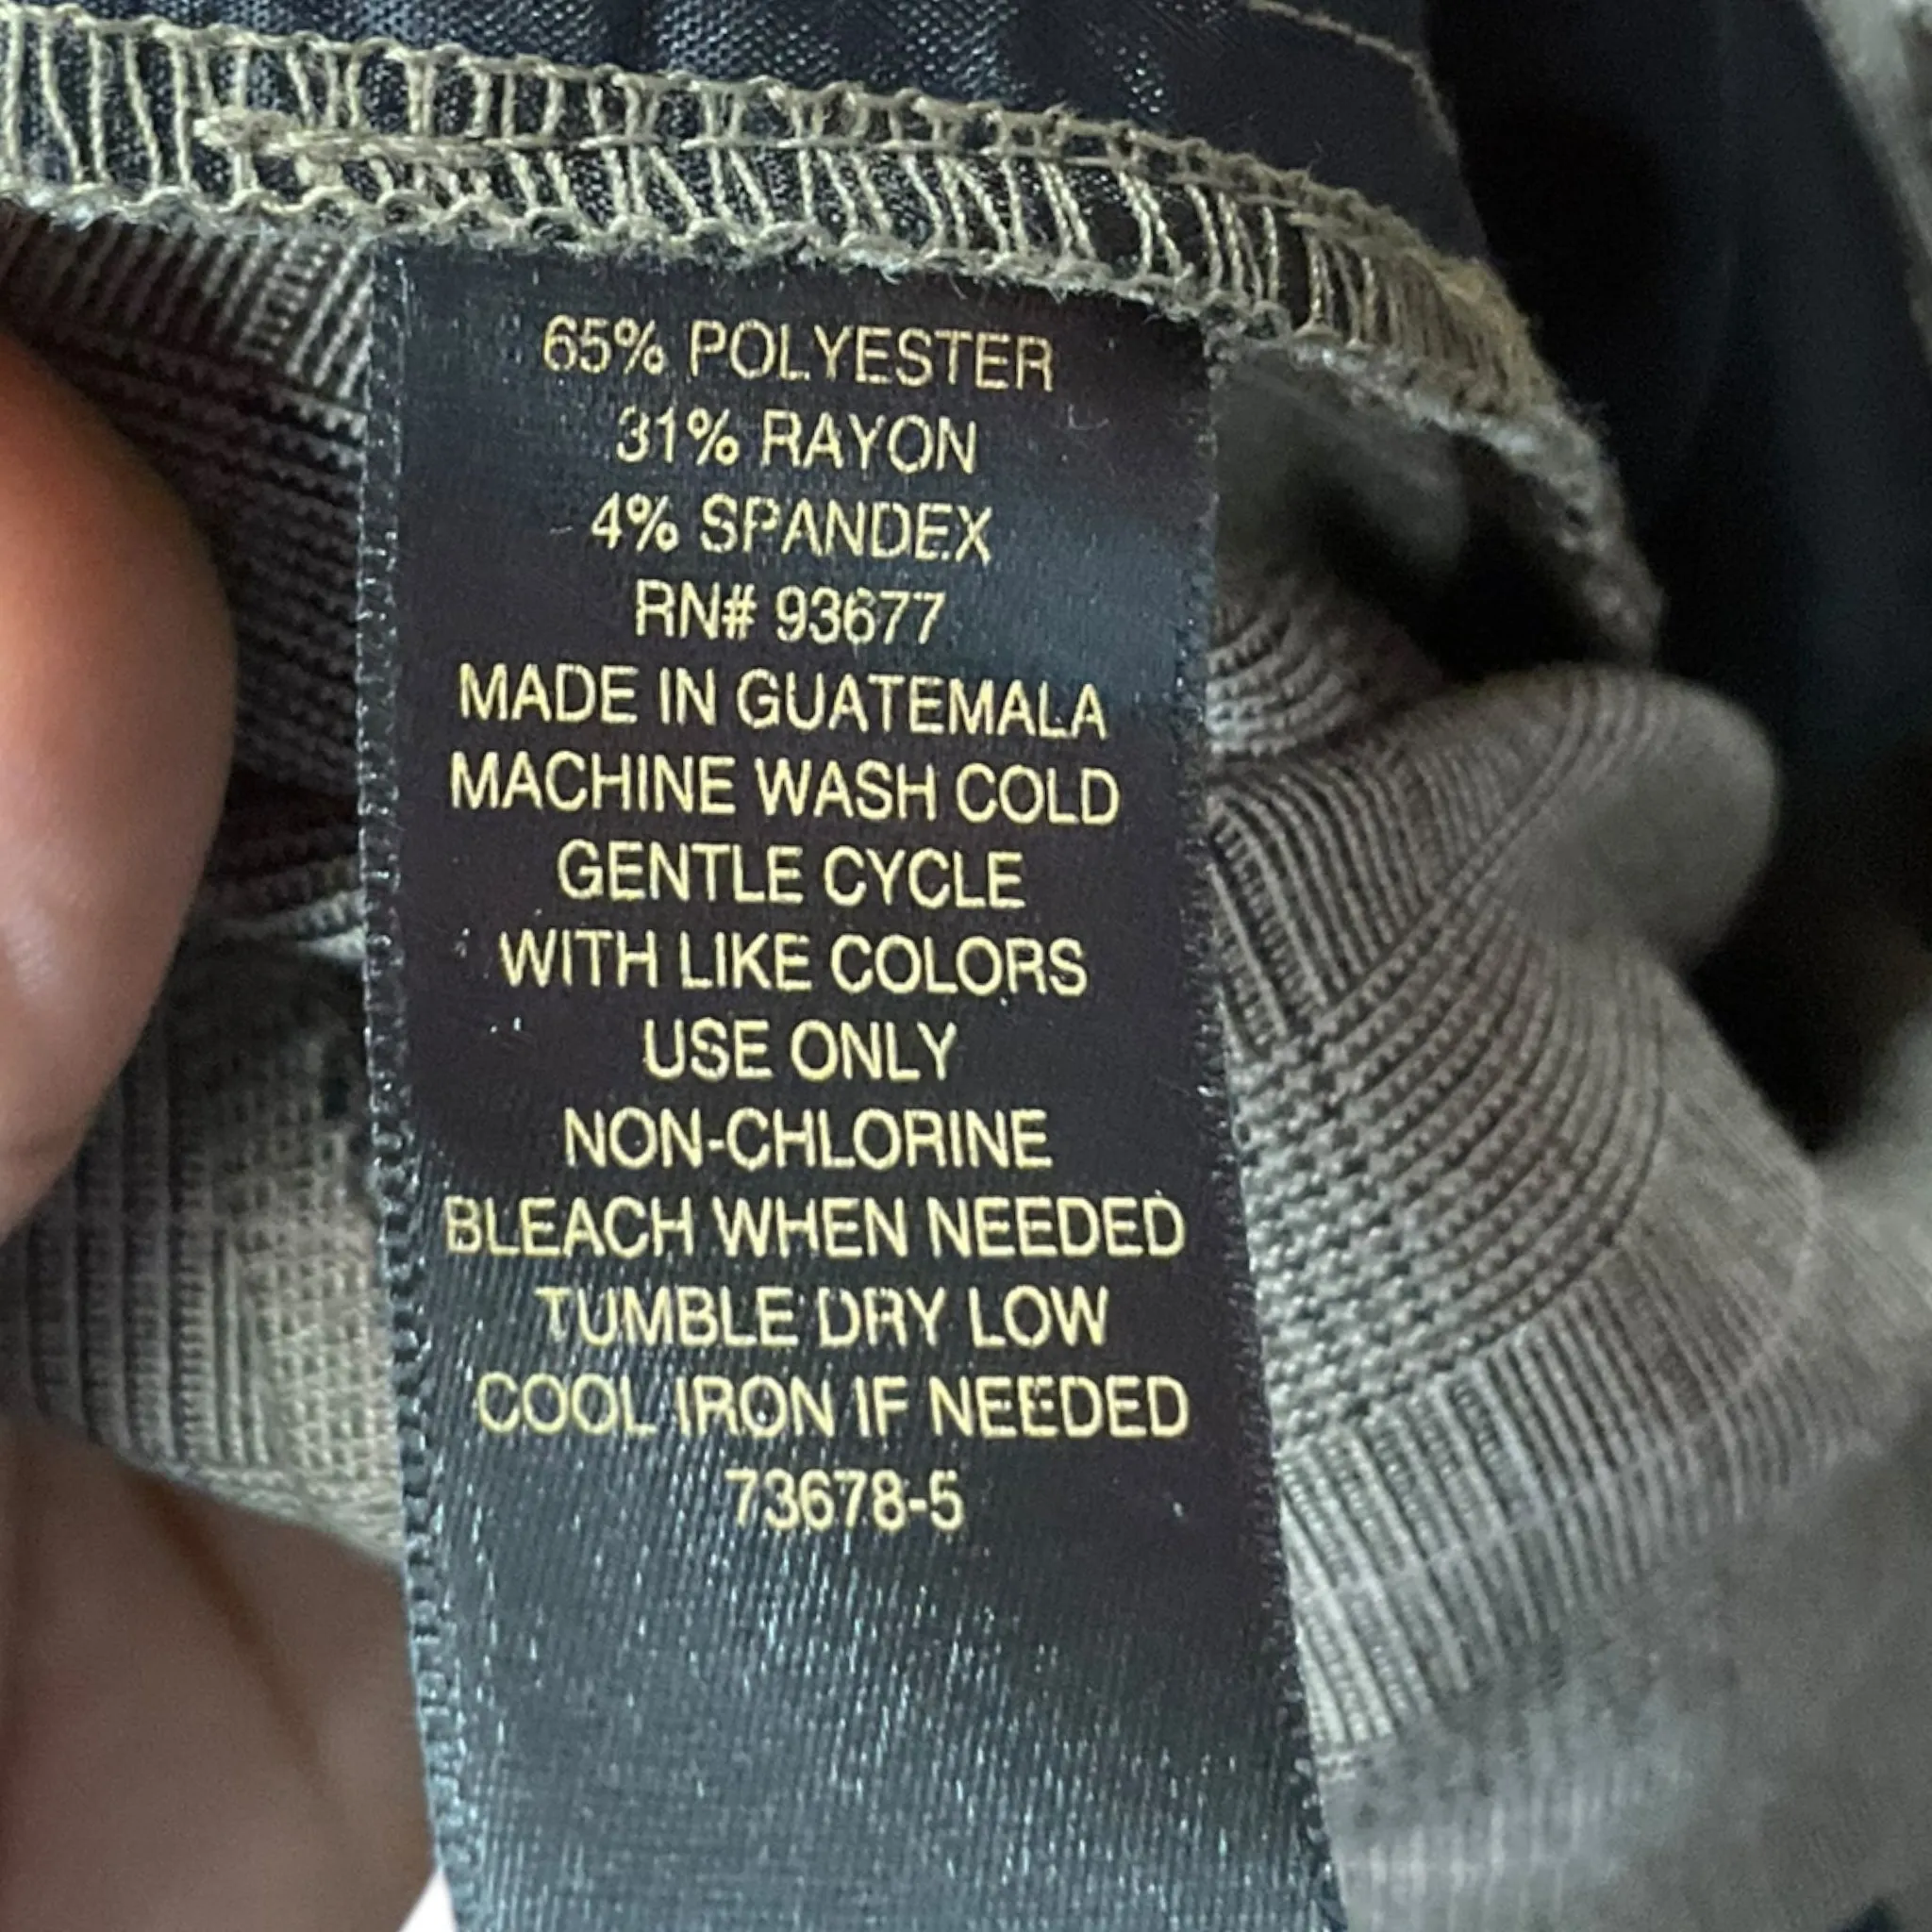 65% POLYESTER
31% RAYON
4% SPANDEX
RN# 93677
MADE IN GUATEMALA
MACHINE WASH COLD
GENTLE CYCLE
WITH LIKE COLORS
USE ONLY
NON-CHLORINE
BLEACH WHEN NEEDED
TUMBLE DRY LOW
COOL IRON IF NEEDED
73678-5